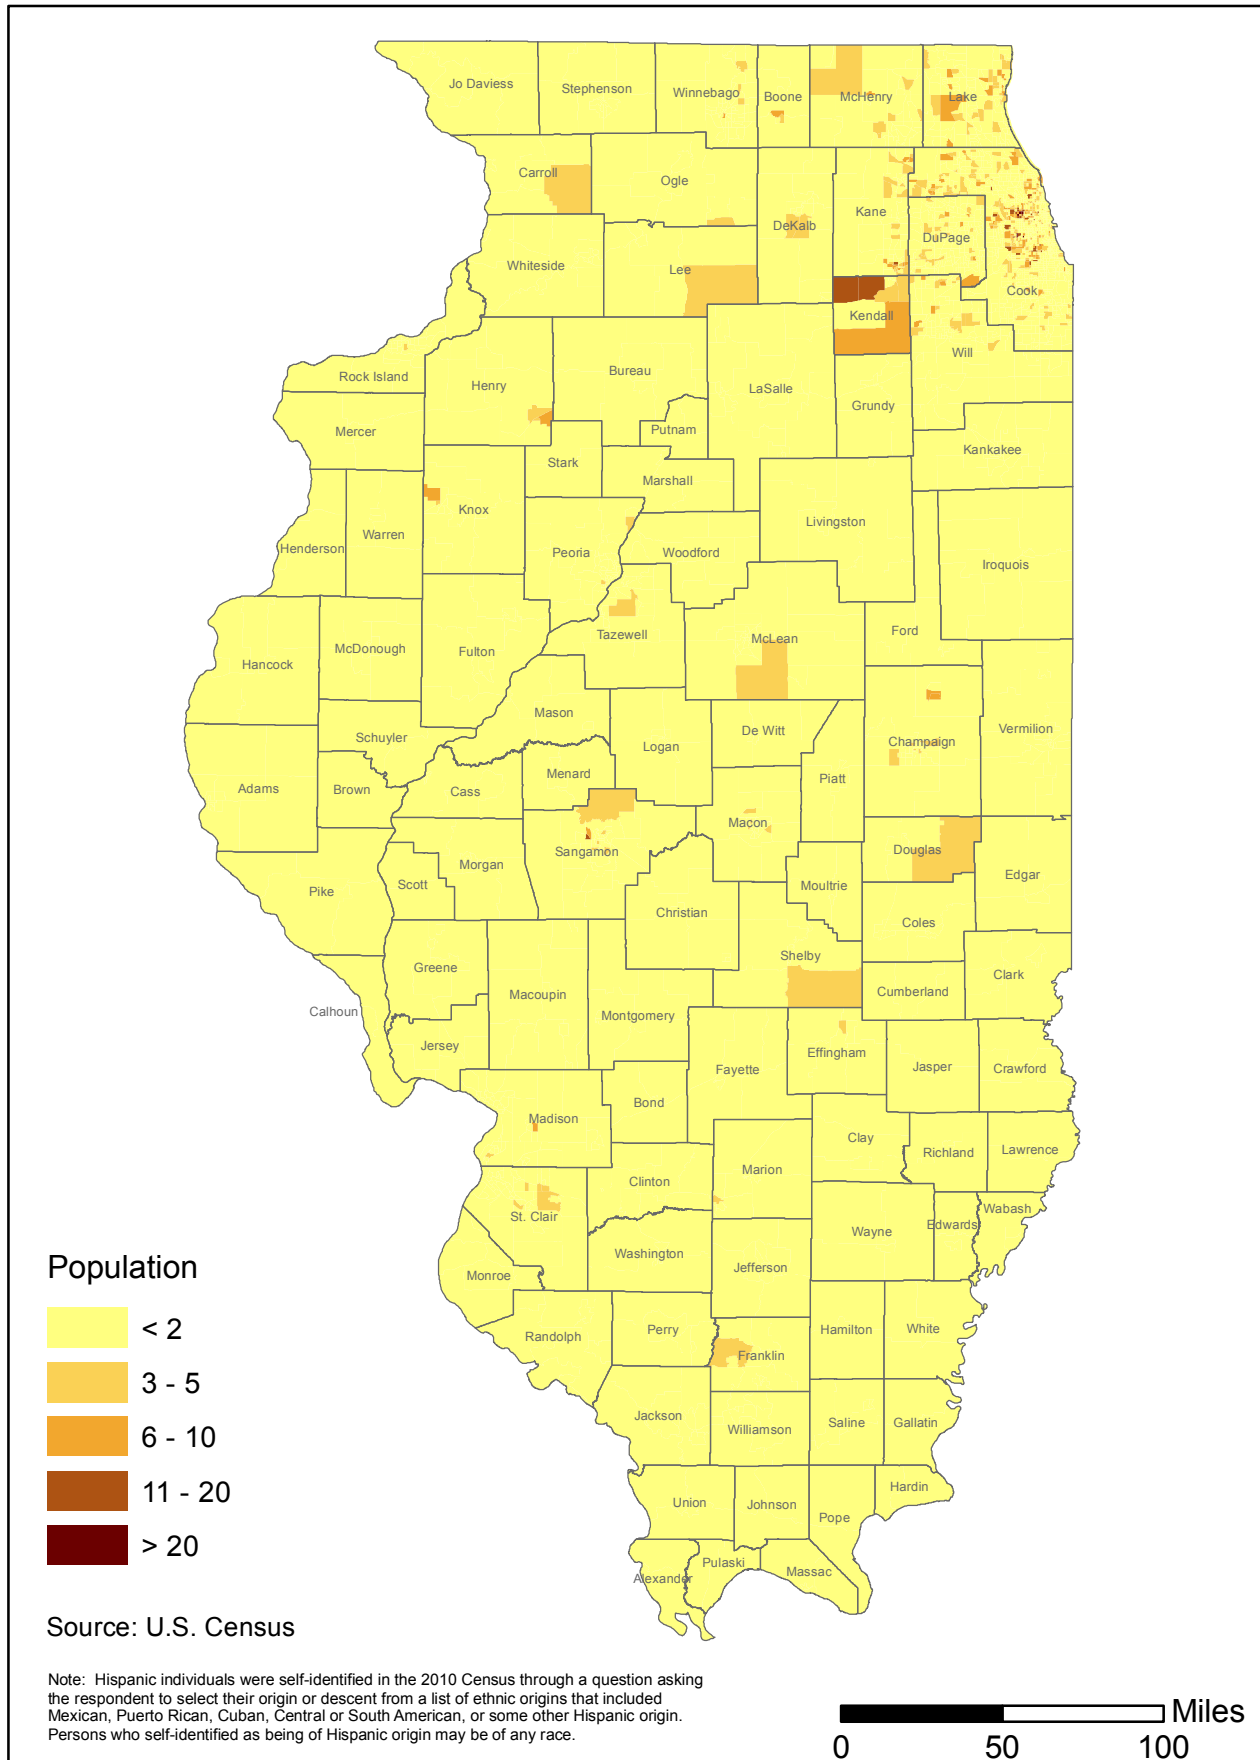 Jo Daviess
Stephenson
Winnebago
Boone
McHenry
Lake
Carroll
Ogle
DeKalb
Kane
DuPage
Cook
Whiteside
Lee
Kendall
Will
Rock Island
Henry
Bureau
LaSalle
Grundy
Mercer
Putnam
Kankakee
Stark
Marshall
Knox
Livingston
Henderson
Warren
Peoria
Woodford
Iroquois
Tazewell
McLean
Ford
Hancock
McDonough
Fulton
Mason
Schuyler
Logan
De Witt
Champaign
Vermilion
Adams
Brown
Cass
Menard
Piatt
Macon
Sangamon
Douglas
Edgar
Pike
Scott
Morgan
Christian
Moultrie
Coles
Shelby
Greene
Macoupin
Montgomery
Cumberland
Clark
Calhoun
Jersey
Fayette
Effingham
Jasper
Crawford
Madison
Bond
Clay
Richland
Lawrence
Marion
Clinton
St. Clair
Wayne
Edwards
Wabash
Washington
Jefferson
Monroe
Randolph
Perry
Hamilton
White
Franklin
Jackson
Williamson
Saline
Gallatin
Union
Johnson
Pope
Hardin
Alexander
Pulaski
Massac
Population
< 2
3 - 5
6 - 10
11 - 20
> 20
Source: U.S. Census
Note: Hispanic individuals were self-identified in the 2010 Census through a question asking
the respondent to select their origin or descent from a list of ethnic origins that included
Mexican, Puerto Rican, Cuban, Central or South American, or some other Hispanic origin.
Persons who self-identified as being of Hispanic origin may be of any race.
Miles
0 50 100